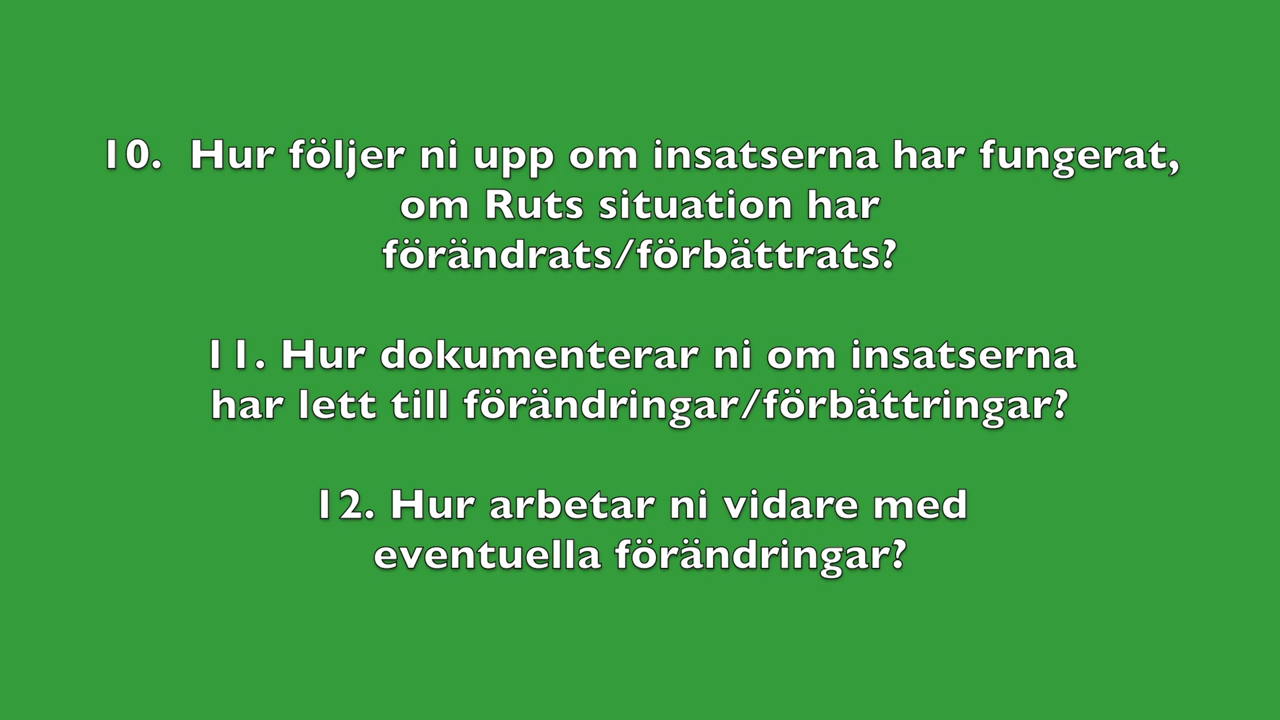 10.  Hur följer ni upp om insatserna har fungerat,
om Ruts situation har
förändrats/förbättrats?
11. Hur dokumenterar ni om insatserna
har lett till förändringar/förbättringar?
12. Hur arbetar ni vidare med
eventuella förändringar?